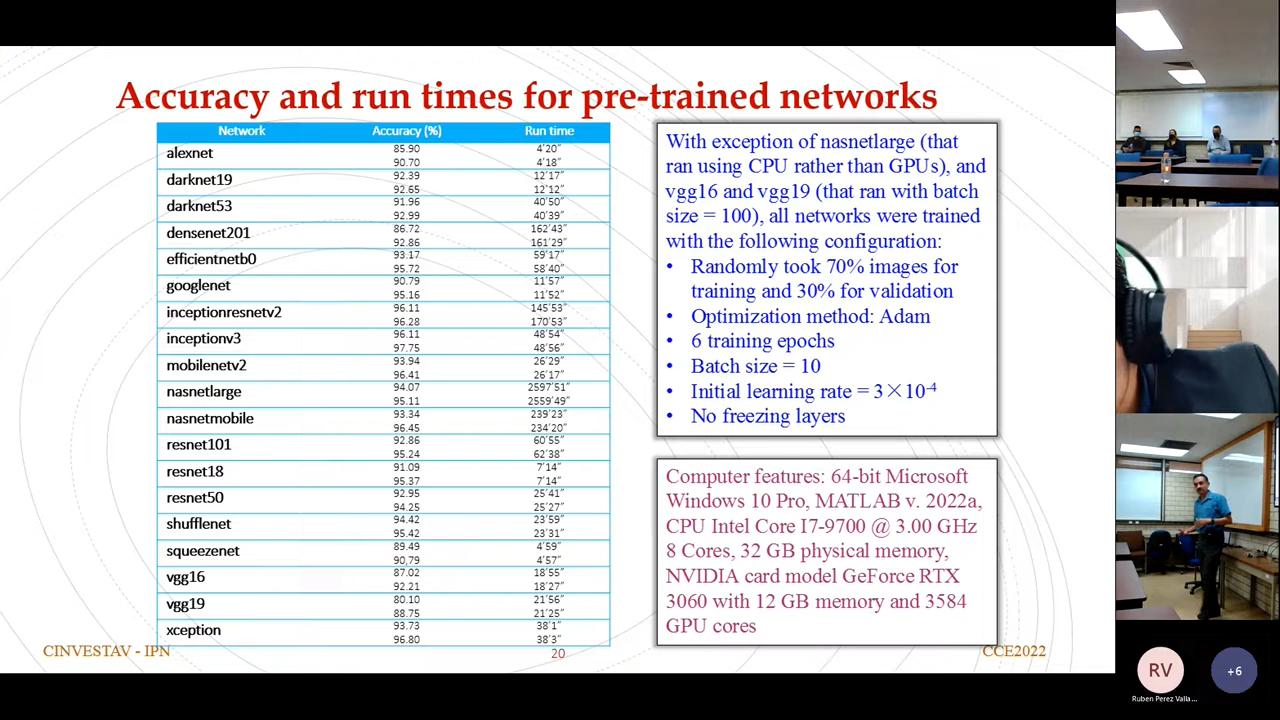 Accuracy and run times for pre-trained networks
Network Accuracy (%) Run time
alexnet 85.90 4'20"
90.70 4'18"
darknet19 92.39 12'17"
92.65 12'12"
darknet53 91.96 40'50"
92.99 40'39"
densenet201 86.72 162'43"
92.86 161'29"
efficientnetb0 93.17 59'17"
95.72 58'40"
googlenet 90.79 11'57"
95.16 11'52"
inceptionresnetv2 96.11 145'53"
96.28 170'53"
inceptionv3 96.11 48'54"
97.75 48'56"
mobilenetv2 93.94 26'29"
96.41 26'17"
nasnetlarge 94.07 2597'51"
95.11 2559'49"
nasnetmobile 93.34 239'23"
96.45 234'20"
resnet101 92.86 60'55"
95.24 62'38"
resnet18 91.09 7'14"
95.37 7'14"
resnet50 92.95 25'41"
94.25 25'27"
shufflenet 94.42 23'59"
95.42 23'31"
squeezenet 89.49 4'59"
90,79 4'57"
vgg16 87.02 18'55"
92.21 18'27"
vgg19 80.10 21'56"
88.75 21'25"
xception 93.73 38'1"
96.80 38'3"
With exception of nasnetlarge (that
ran using CPU rather than GPUs), and
vgg16 and vgg19 (that ran with batch
size = 100), all networks were trained
with the following configuration:
• Randomly took 70% images for
training and 30% for validation
• Optimization method: Adam
• 6 training epochs
• Batch size = 10
• Initial learning rate = 3×10⁻⁴
• No freezing layers
Computer features: 64-bit Microsoft
Windows 10 Pro, MATLAB v. 2022a,
CPU Intel Core I7-9700 @ 3.00 GHz
8 Cores, 32 GB physical memory,
NVIDIA card model GeForce RTX
3060 with 12 GB memory and 3584
GPU cores
CINVESTAV - IPN
20
CCE2022
RV
+6
Ruben Perez Valla...